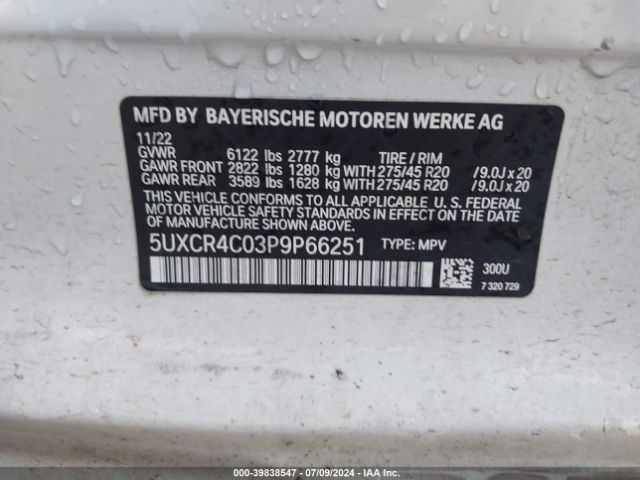 MFD BY BAYERISCHE MOTOREN WERKE AG
11/22
GVWR 6122 lbs 2777 kg TIRE / RIM
GAWR FRONT 2822 lbs 1280 kg WITH 275/45 R20 /9.0J x 20
GAWR REAR 3589 lbs 1628 kg WITH 275/45 R20 /9.0J x 20
THIS VEHICLE CONFORMS TO ALL APPLICABLE U. S. FEDERAL
MOTOR VEHICLE SAFETY STANDARDS IN EFFECT ON THE DATE
OF MANUFACTURE SHOWN ABOVE.
5UXCR4C03P9P66251 TYPE: MPV
300U
7 320 729
000-39838547 / 07/09/2024 / IAA, Inc.